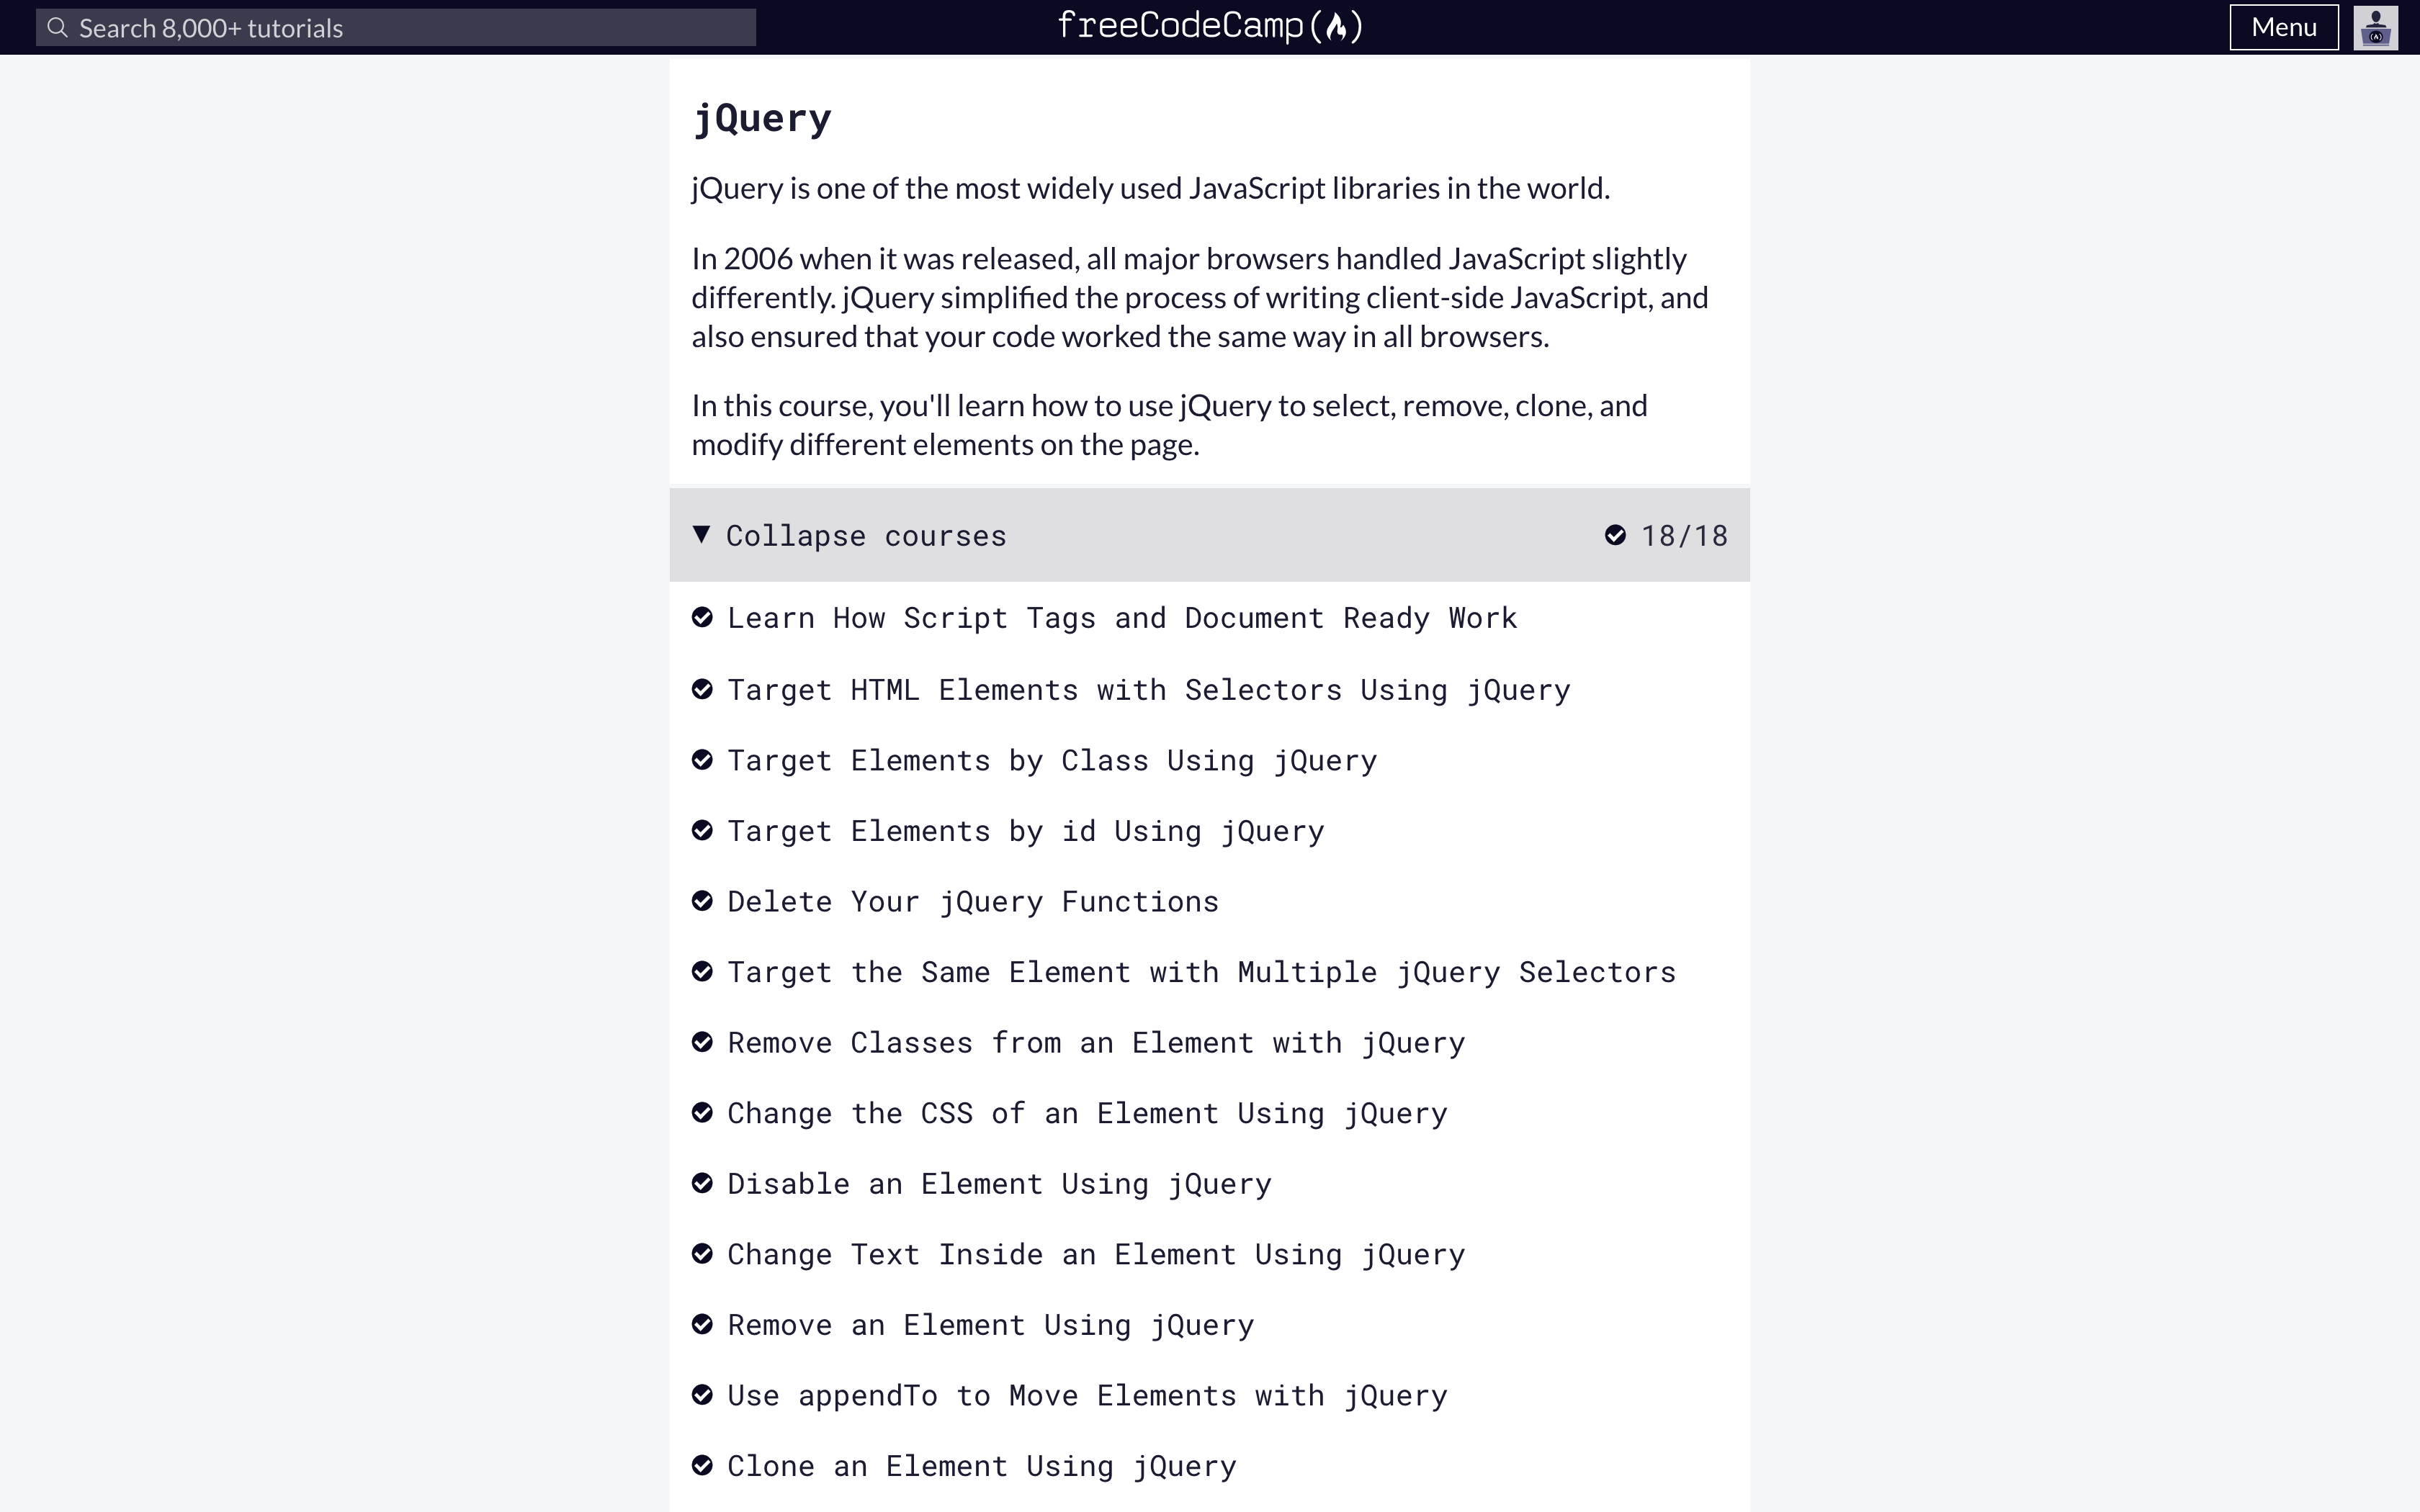 Search 8,000+ tutorials
freeCodeCamp
Menu
jQuery
jQuery is one of the most widely used JavaScript libraries in the world.
In 2006 when it was released, all major browsers handled JavaScript slightly
differently. jQuery simplified the process of writing client-side JavaScript, and
also ensured that your code worked the same way in all browsers.
In this course, you'll learn how to use jQuery to select, remove, clone, and
modify different elements on the page.
Collapse courses 18/18
Learn How Script Tags and Document Ready Work
Target HTML Elements with Selectors Using jQuery
Target Elements by Class Using jQuery
Target Elements by id Using jQuery
Delete Your jQuery Functions
Target the Same Element with Multiple jQuery Selectors
Remove Classes from an Element with jQuery
Change the CSS of an Element Using jQuery
Disable an Element Using jQuery
Change Text Inside an Element Using jQuery
Remove an Element Using jQuery
Use appendTo to Move Elements with jQuery
Clone an Element Using jQuery